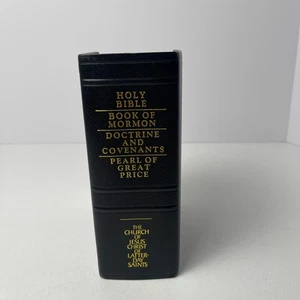 HOLY
BIBLE
BOOK OF
MORMON
DOCTRINE
AND
COVENANTS
PEARL OF
GREAT
PRICE
THE
CHURCH
OF
JESUS
CHRIST
OF
LATTER-
DAY
SAINTS